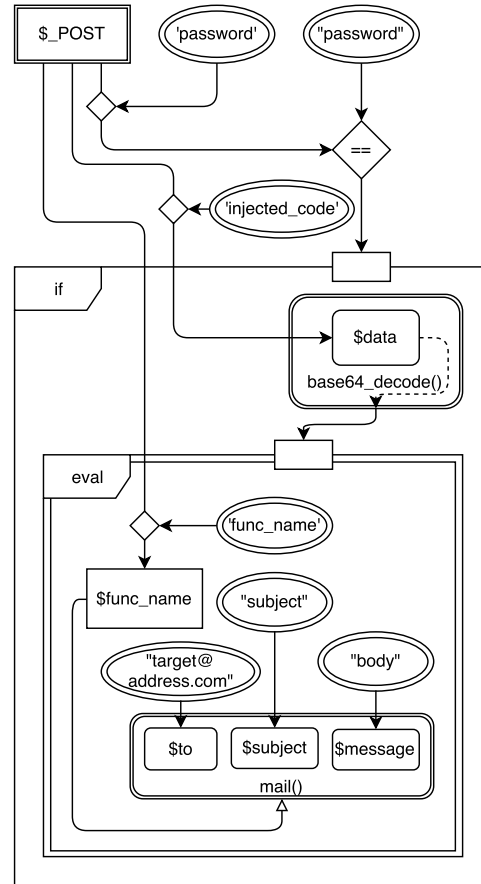 $_POST
'password'
"password"
==
'injected_code'
if
$data
base64_decode()
eval
'func_name'
$func_name
"subject"
"target@
address.com"
"body"
$to
$subject
$message
mail()